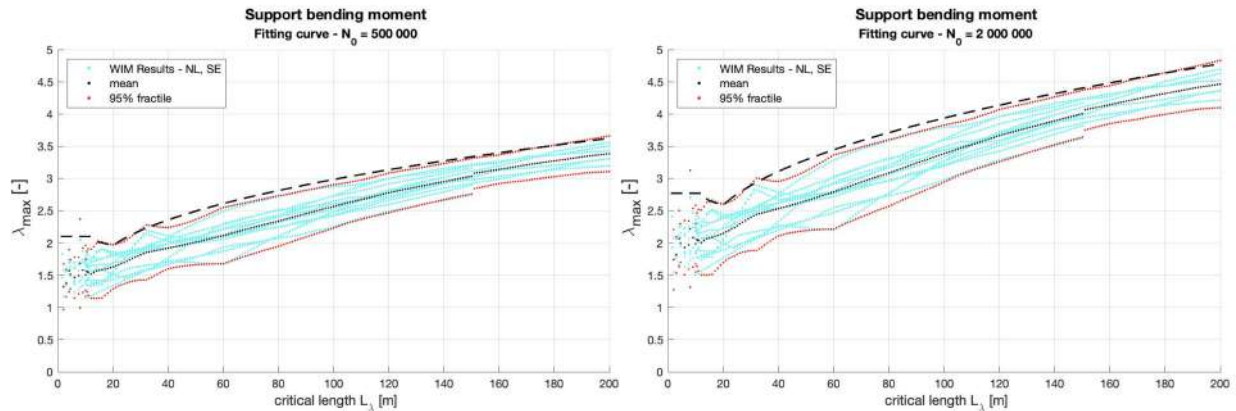 Support bending moment
Fitting curve - N0 = 500 000
5
4.5
4
3.5
3
2.5
2
1.5
1
0.5
0
λmax [-]
WIM Results - NL, SE
mean
95% fractile
0 20 40 60 80 100 120 140 160 180 200
critical length Lλ [m]
Support bending moment
Fitting curve - N0 = 2 000 000
5
4.5
4
3.5
3
2.5
2
1.5
1
0.5
0
λmax [-]
WIM Results - NL, SE
mean
95% fractile
0 20 40 60 80 100 120 140 160 180 200
critical length Lλ [m]